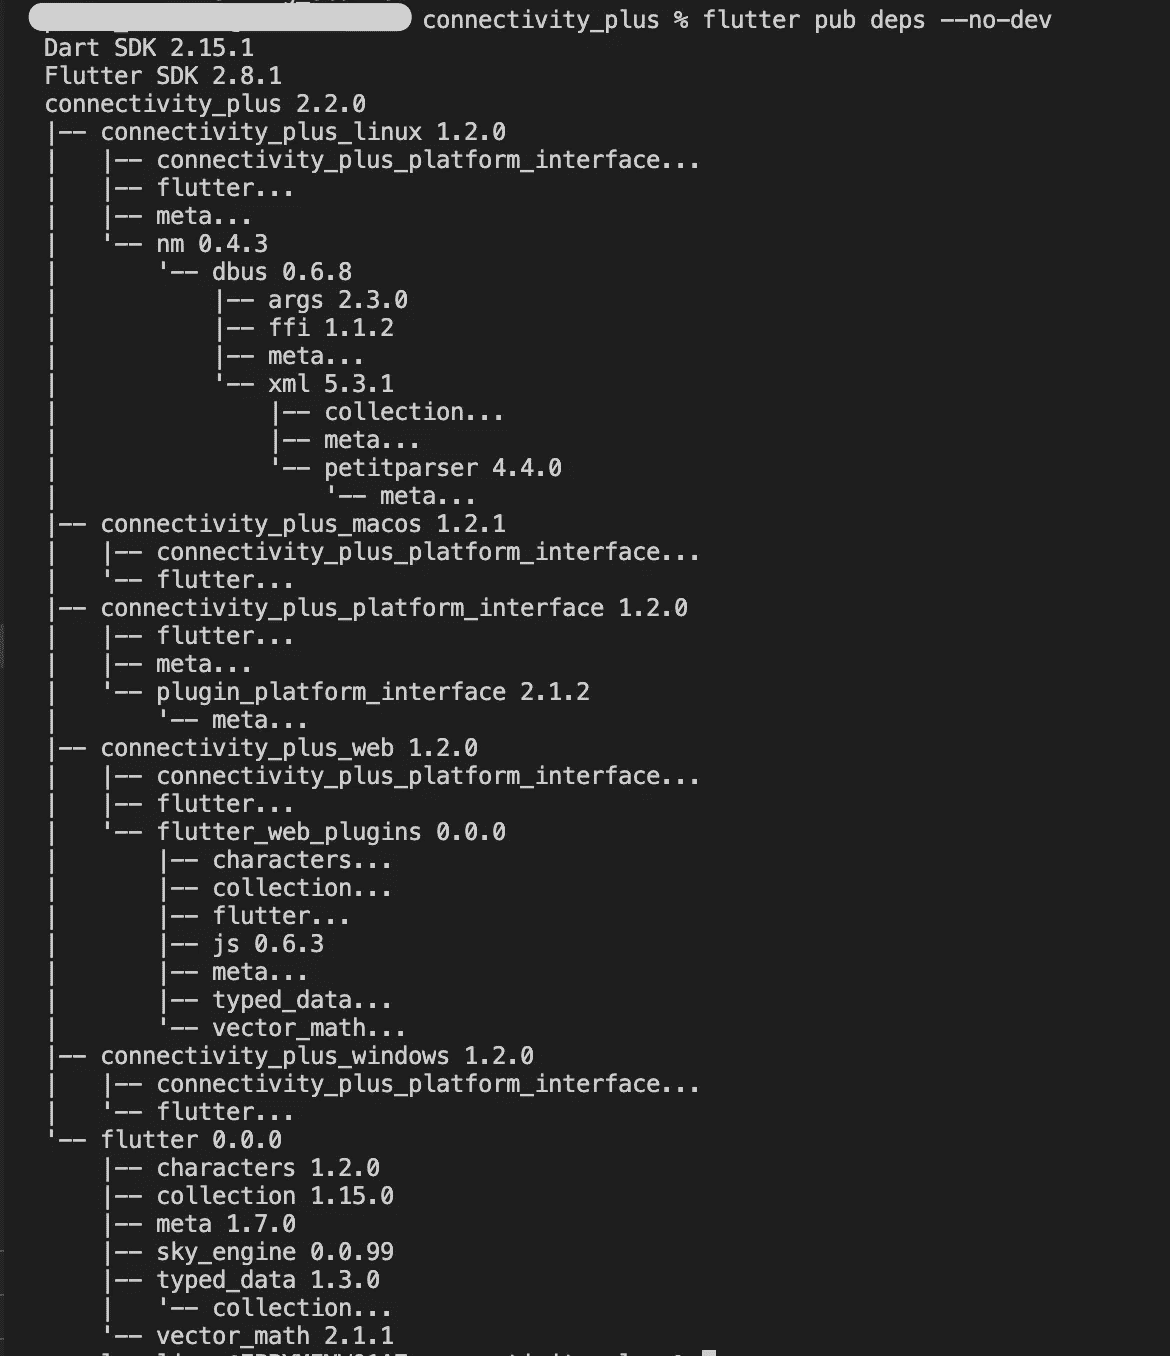 connectivity_plus % flutter pub deps --no-dev
Dart SDK 2.15.1
Flutter SDK 2.8.1
connectivity_plus 2.2.0
|-- connectivity_plus_linux 1.2.0
|   |-- connectivity_plus_platform_interface...
|   |-- flutter...
|   |-- meta...
|   '-- nm 0.4.3
|       '-- dbus 0.6.8
|           |-- args 2.3.0
|           |-- ffi 1.1.2
|           |-- meta...
|           '-- xml 5.3.1
|               |-- collection...
|               |-- meta...
|               '-- petitparser 4.4.0
|                   '-- meta...
|-- connectivity_plus_macos 1.2.1
|   |-- connectivity_plus_platform_interface...
|   '-- flutter...
|-- connectivity_plus_platform_interface 1.2.0
|   |-- flutter...
|   |-- meta...
|   '-- plugin_platform_interface 2.1.2
|       '-- meta...
|-- connectivity_plus_web 1.2.0
|   |-- connectivity_plus_platform_interface...
|   |-- flutter...
|   '-- flutter_web_plugins 0.0.0
|       |-- characters...
|       |-- collection...
|       |-- flutter...
|       |-- js 0.6.3
|       |-- meta...
|       |-- typed_data...
|       '-- vector_math...
|-- connectivity_plus_windows 1.2.0
|   |-- connectivity_plus_platform_interface...
|   '-- flutter...
'-- flutter 0.0.0
    |-- characters 1.2.0
    |-- collection 1.15.0
    |-- meta 1.7.0
    |-- sky_engine 0.0.99
    |-- typed_data 1.3.0
    |   '-- collection...
    '-- vector_math 2.1.1